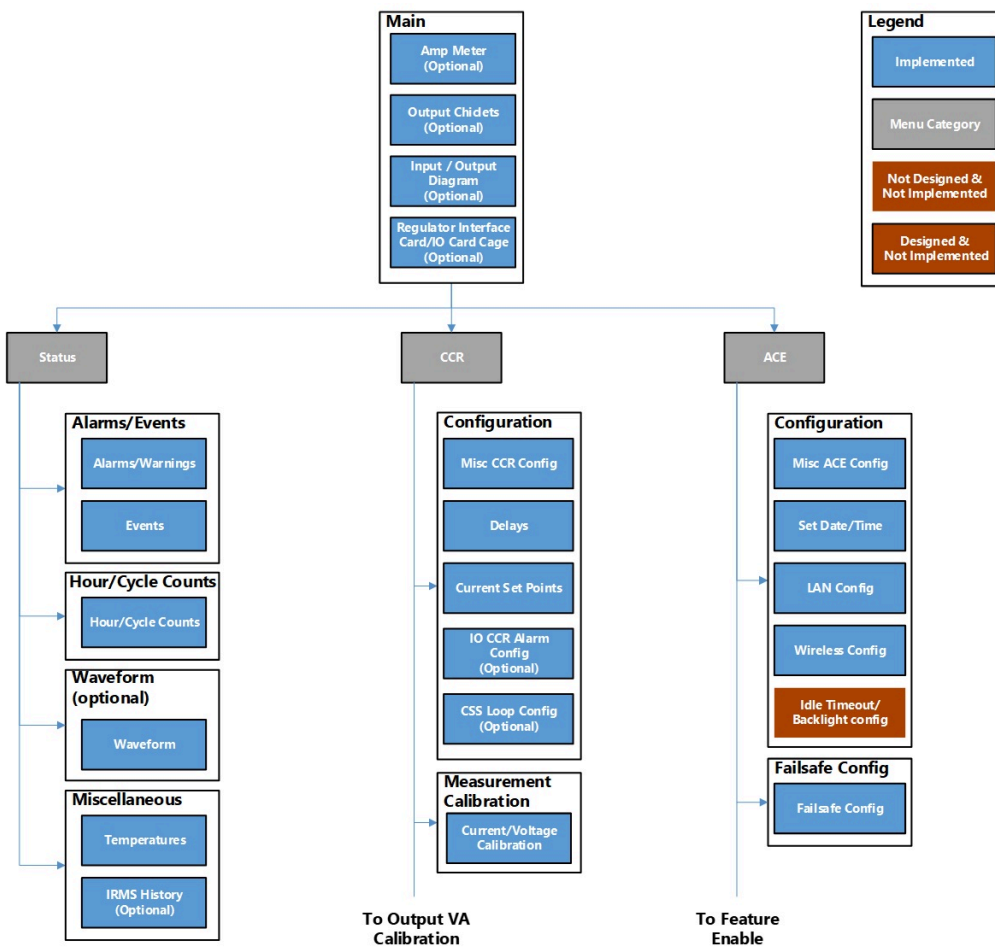 Main
Amp Meter
(Optional)
Output Chiclets
(Optional)
Input / Output
Diagram
(Optional)
Regulator Interface
Card/IO Card Cage
(Optional)
Legend
Implemented
Menu Category
Not Designed &
Not Implemented
Designed &
Not Implemented
Status
CCR
ACE
Alarms/Events
Alarms/Warnings
Events
Hour/Cycle Counts
Hour/Cycle Counts
Waveform
(optional)
Waveform
Miscellaneous
Temperatures
IRMS History
(Optional)
Configuration
Misc CCR Config
Delays
Current Set Points
IO CCR Alarm
Config
(Optional)
CSS Loop Config
(Optional)
Measurement
Calibration
Current/Voltage
Calibration
To Output VA
Calibration
Configuration
Misc ACE Config
Set Date/Time
LAN Config
Wireless Config
Idle Timeout/
Backlight config
Failsafe Config
Failsafe Config
To Feature
Enable